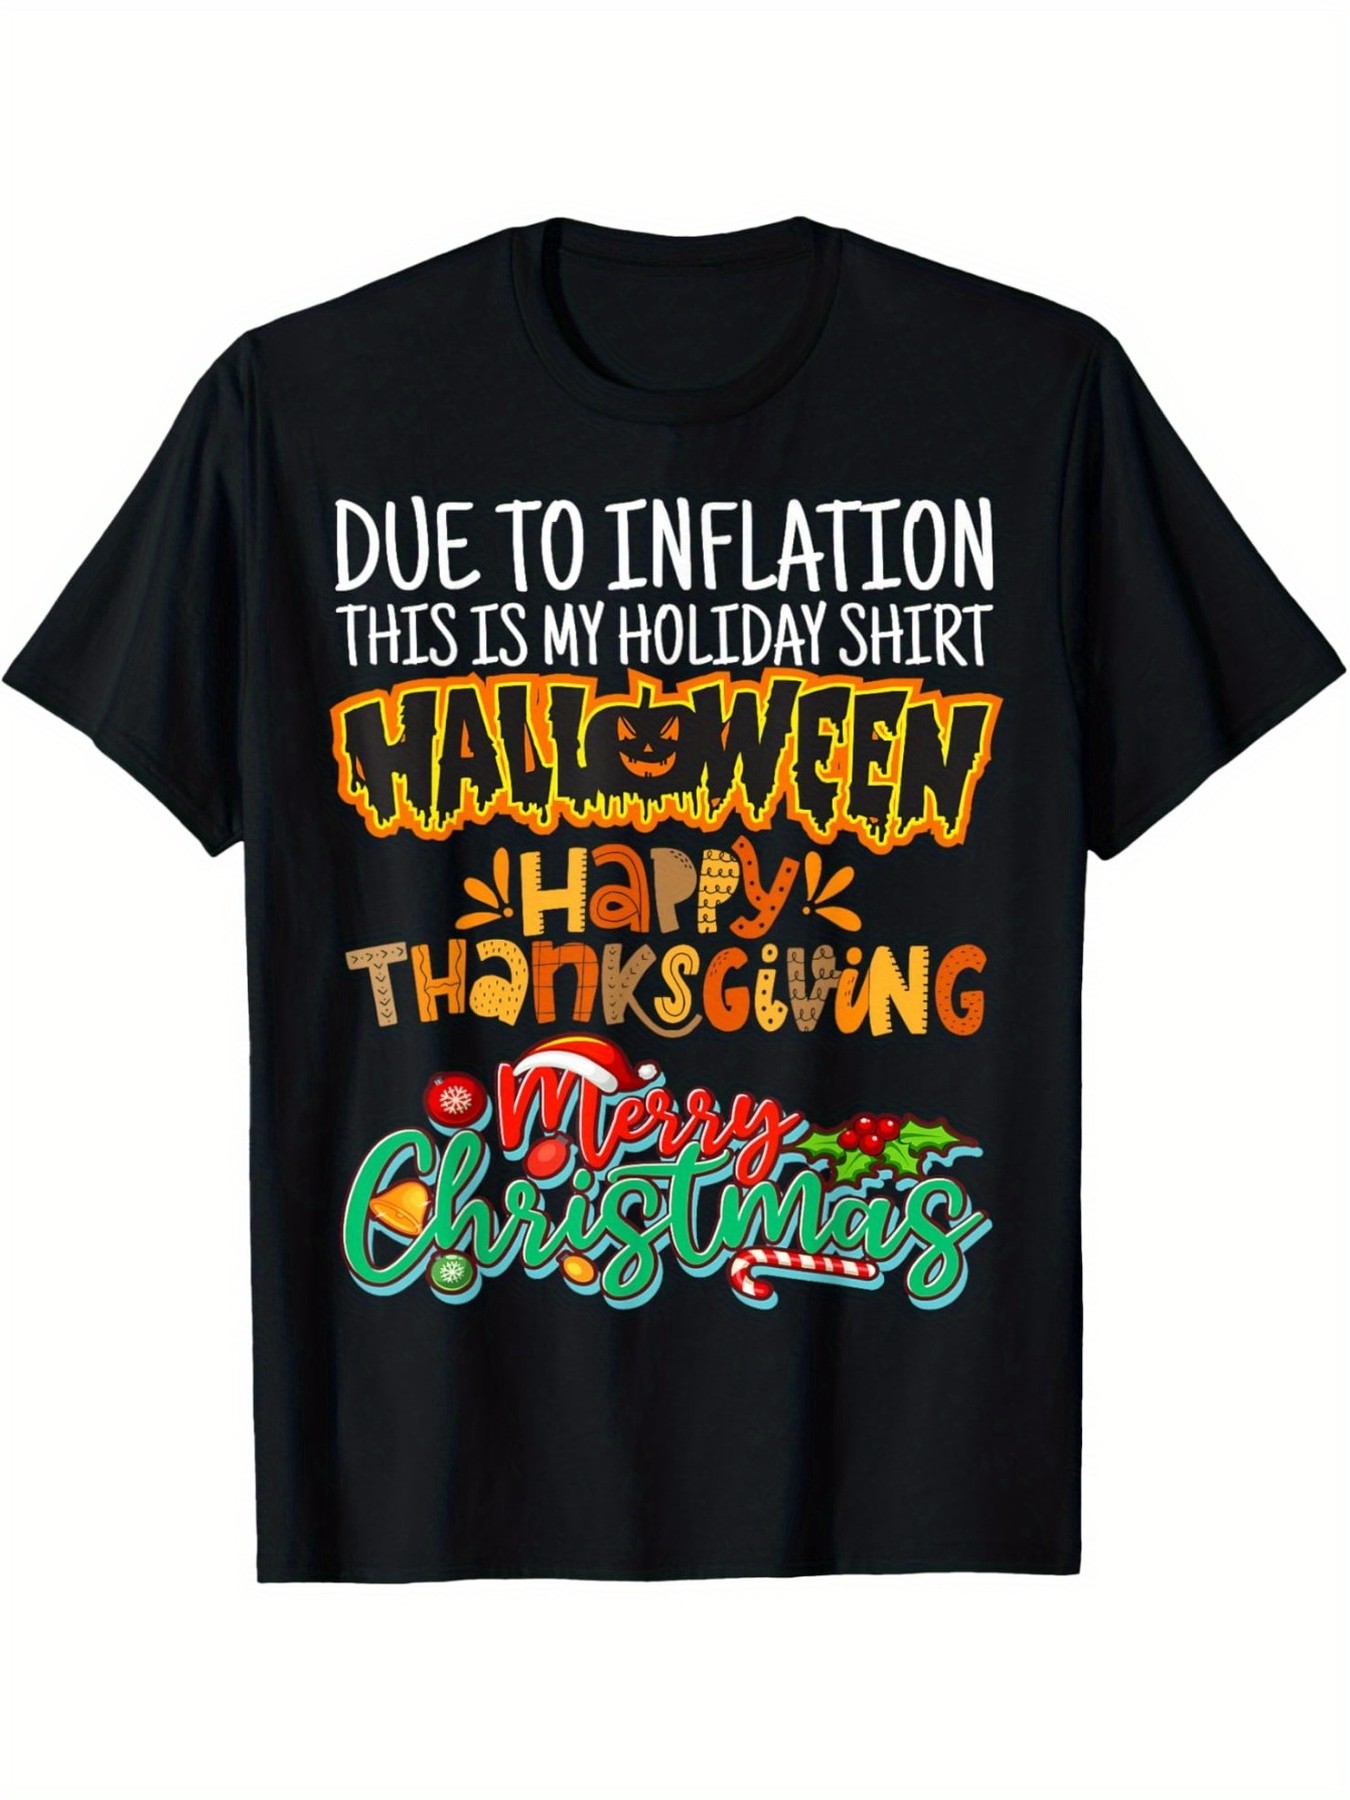 DUE TO INFLATION
THIS IS MY HOLIDAY SHIRT
HALLOWEEN
HAPPY
THANKSGIVING
Merry
Christmas